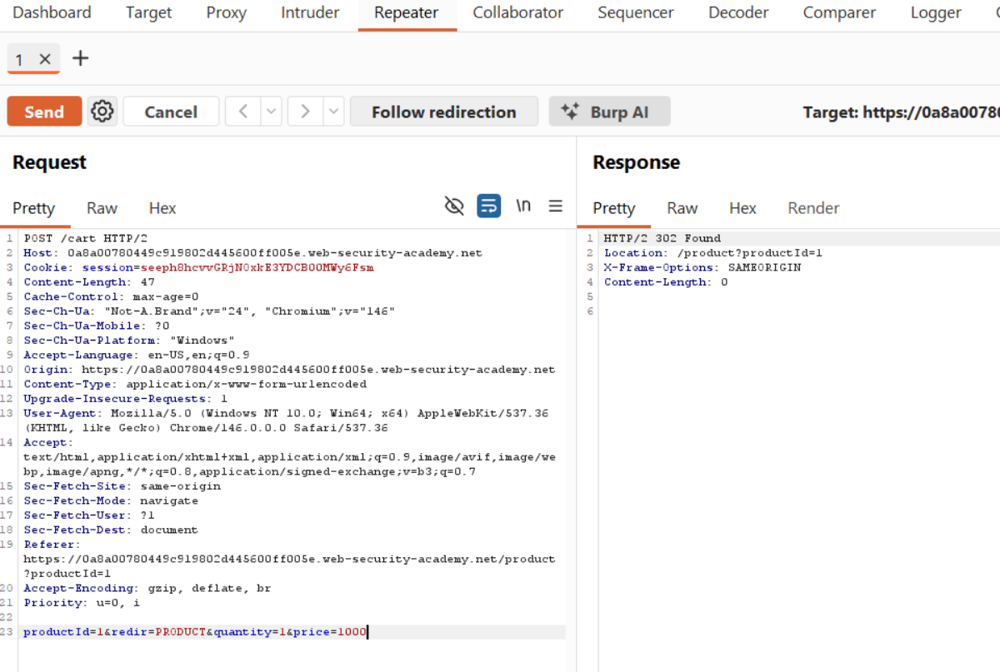 Dashboard Target Proxy Intruder Repeater Collaborator Sequencer Decoder Comparer Logger
1 × +
Send Cancel < > Follow redirection Burp AI Target: https://0a8a0078
Request
Pretty Raw Hex \n
1 POST /cart HTTP/2
2 Host: 0a8a00780449c919802d445600ff005e.web-security-academy.net
3 Cookie: session=seeph8hcvvGRjN0xkE3YDCB00MWy6Fsm
4 Content-Length: 47
5 Cache-Control: max-age=0
6 Sec-Ch-Ua: "Not-A.Brand";v="24", "Chromium";v="146"
7 Sec-Ch-Ua-Mobile: ?0
8 Sec-Ch-Ua-Platform: "Windows"
9 Accept-Language: en-US,en;q=0.9
10 Origin: https://0a8a00780449c919802d445600ff005e.web-security-academy.net
11 Content-Type: application/x-www-form-urlencoded
12 Upgrade-Insecure-Requests: 1
13 User-Agent: Mozilla/5.0 (Windows NT 10.0; Win64; x64) AppleWebKit/537.36
(KHTML, like Gecko) Chrome/146.0.0.0 Safari/537.36
14 Accept:
text/html,application/xhtml+xml,application/xml;q=0.9,image/avif,image/we
bp,image/apng,*/*;q=0.8,application/signed-exchange;v=b3;q=0.7
15 Sec-Fetch-Site: same-origin
16 Sec-Fetch-Mode: navigate
17 Sec-Fetch-User: ?1
18 Sec-Fetch-Dest: document
19 Referer:
https://0a8a00780449c919802d445600ff005e.web-security-academy.net/product
?productId=1
20 Accept-Encoding: gzip, deflate, br
21 Priority: u=0, i
22
23 productId=1&redir=PRODUCT&quantity=1&price=1000
Response
Pretty Raw Hex Render
1 HTTP/2 302 Found
2 Location: /product?productId=1
3 X-Frame-Options: SAMEORIGIN
4 Content-Length: 0
5
6